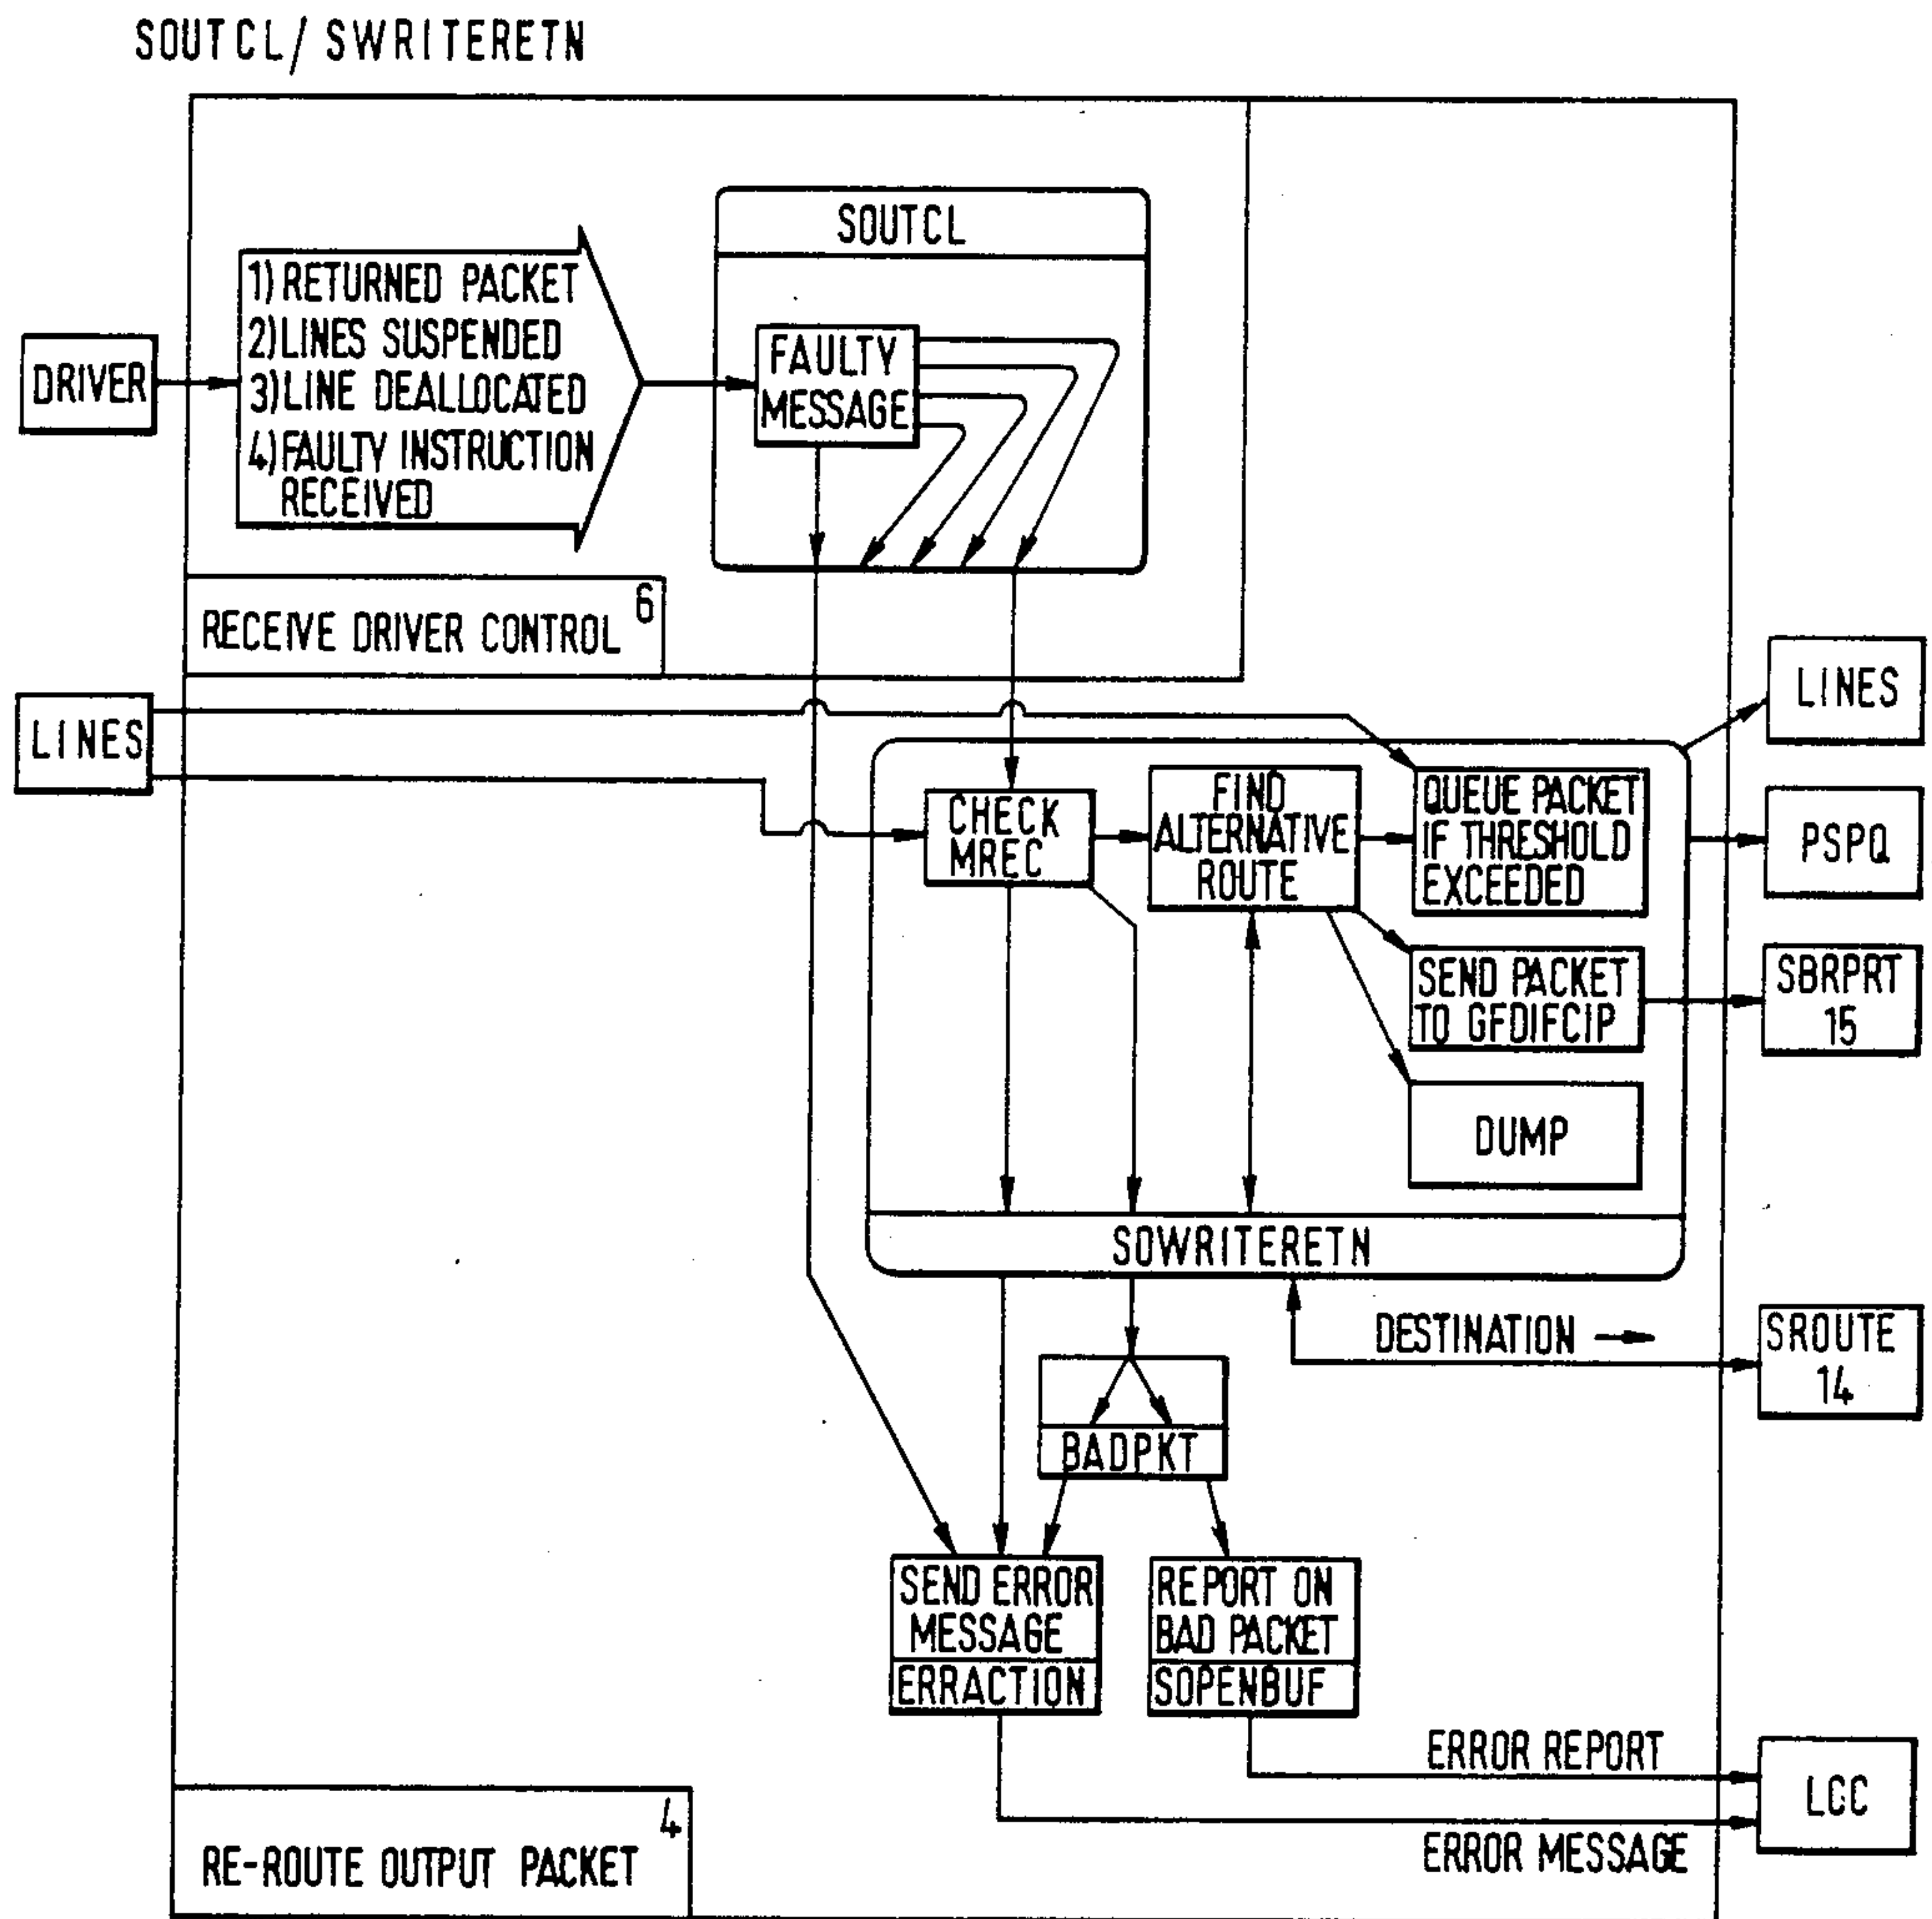 SOUTCL/SWRITERETN
SOUTCL
1) RETURNED PACKET
2) LINES SUSPENDED
3) LINE DEALLOCATED
4) FAULTY INSTRUCTION
RECEIVED
DRIVER
FAULTY
MESSAGE
6
RECEIVE DRIVER CONTROL
LINES
LINES
CHECK
MREC
FIND
ALTERNATIVE
ROUTE
QUEUE PACKET
IF THRESHOLD
EXCEEDED
PSPQ
SEND PACKET
TO GFDIFCIP
SBRPRT
15
DUMP
SOWRITERETN
DESTINATION →
SROUTE
14
BADPKT
SEND ERROR
MESSAGE
ERRACTION
REPORT ON
BAD PACKET
SOPENBUF
ERROR REPORT
LGC
ERROR MESSAGE
4
RE-ROUTE OUTPUT PACKET